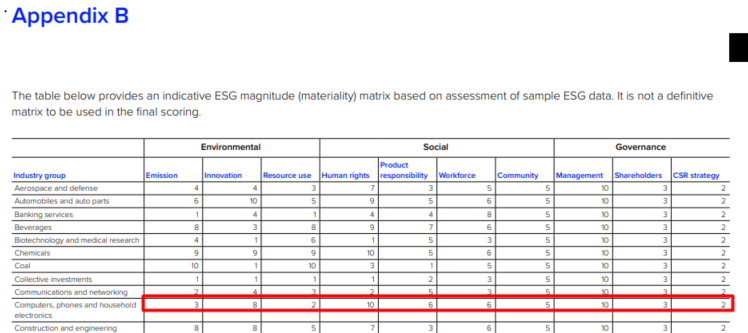 Appendix B
The table below provides an indicative ESG magnitude (materiality) matrix based on assessment of sample ESG data. It is not a definitive
matrix to be used in the final scoring.
Environmental Social Governance
Industry group Emission Innovation Resource use Human rights Product responsibility Workforce Community Management Shareholders CSR strategy
Aerospace and defense 4 4 3 7 3 5 5 10 3 2
Automobiles and auto parts 6 10 5 9 5 6 5 10 3 2
Banking services 1 4 1 4 4 8 5 10 3 2
Beverages 8 3 8 9 7 6 5 10 3 2
Biotechnology and medical research 4 1 6 1 5 3 5 10 3 2
Chemicals 9 9 9 10 5 6 5 10 3 2
Coal 10 1 10 3 1 5 5 10 3 2
Collective investments 1 1 1 1 2 3 5 10 3 2
Communications and networking 2 4 3 2 5 3 5 10 3 2
Computers, phones and household electronics 3 8 2 10 6 6 5 10 3 2
Construction and engineering 8 8 5 7 3 6 5 10 3 2